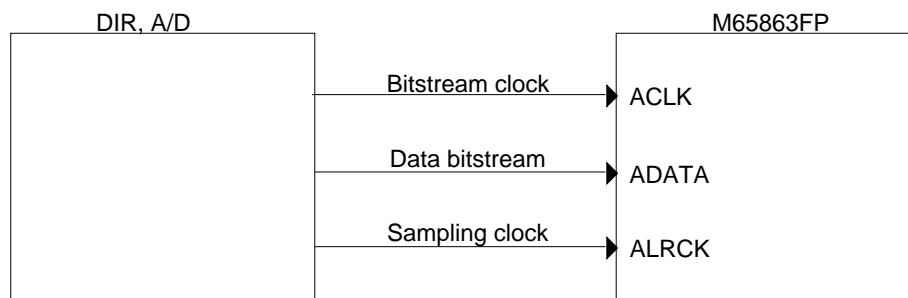 DIR, A/D
M65863FP
Bitstream clock
ACLK
Data bitstream
ADATA
Sampling clock
ALRCK